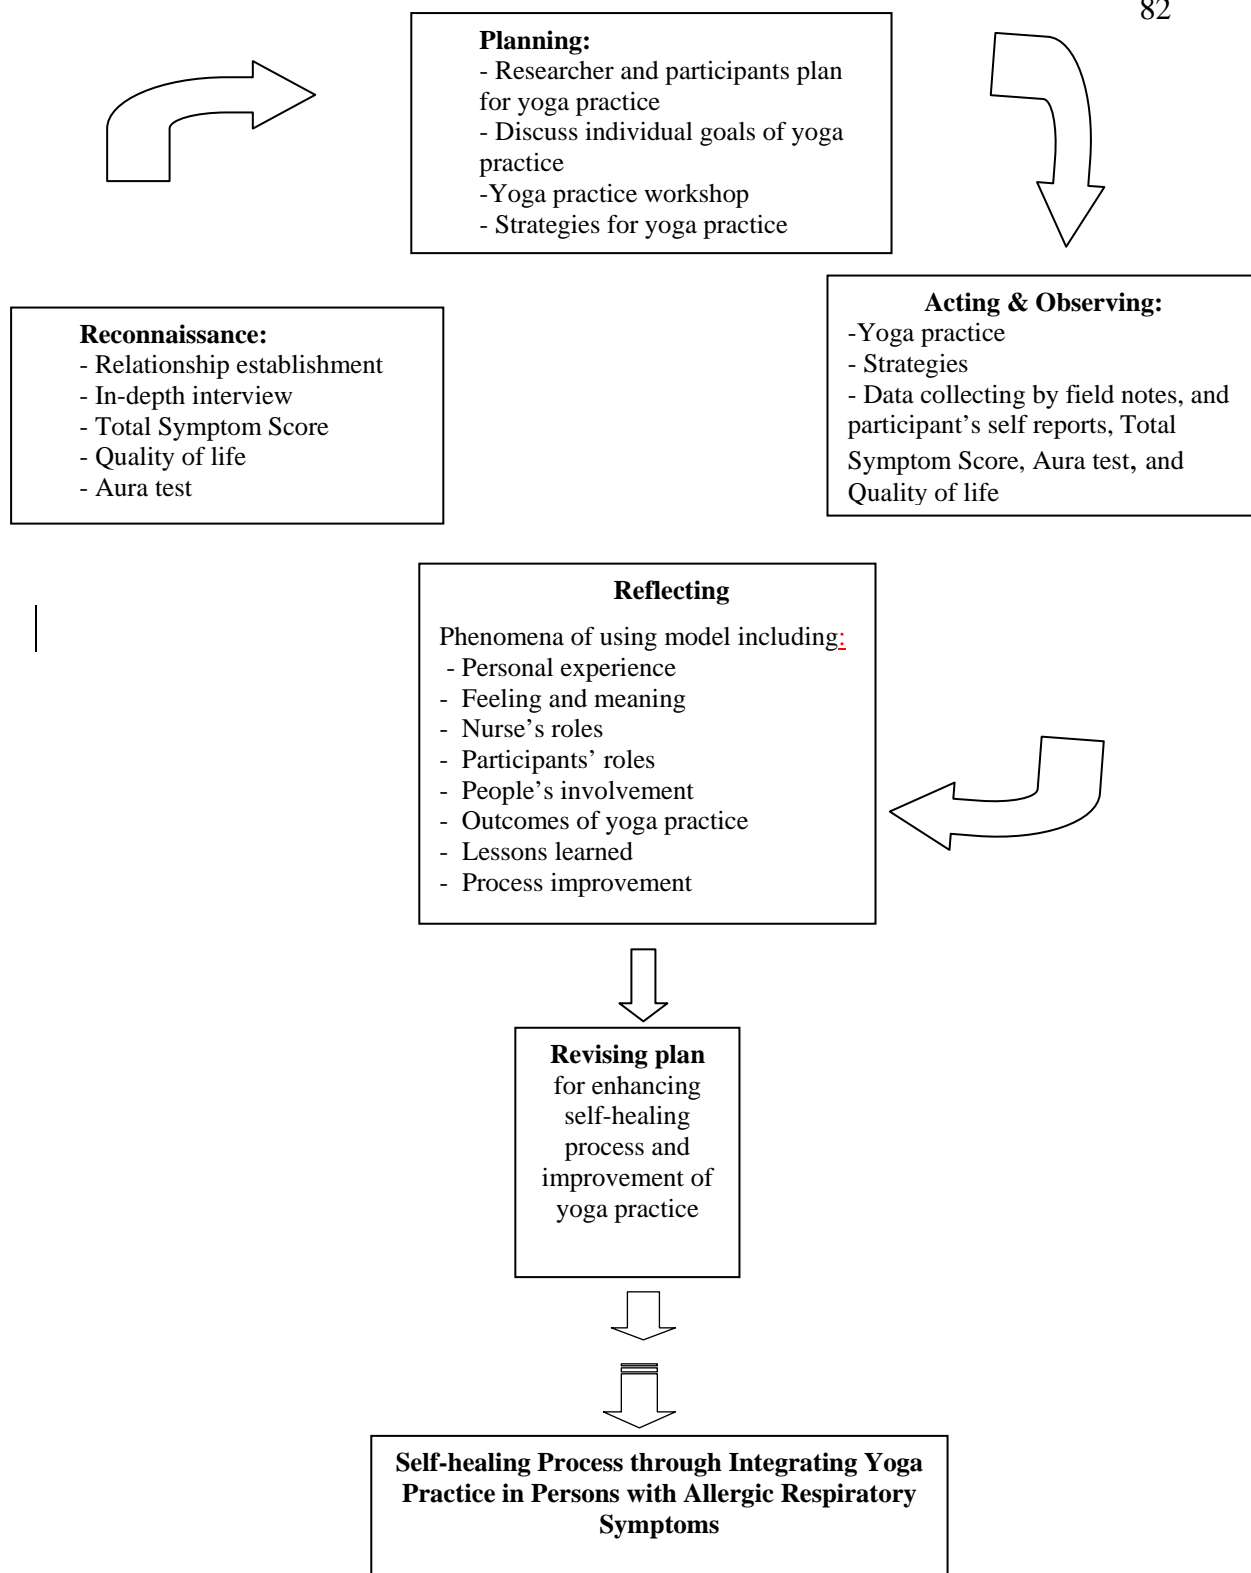 82
Planning:
- Researcher and participants plan
for yoga practice
- Discuss individual goals of yoga
practice
-Yoga practice workshop
- Strategies for yoga practice
Reconnaissance:
- Relationship establishment
- In-depth interview
- Total Symptom Score
- Quality of life
- Aura test
Acting & Observing:
-Yoga practice
- Strategies
- Data collecting by field notes, and
participant’s self reports, Total
Symptom Score, Aura test, and
Quality of life
Reflecting
Phenomena of using model including:
- Personal experience
- Feeling and meaning
- Nurse’s roles
- Participants’ roles
- People’s involvement
- Outcomes of yoga practice
- Lessons learned
- Process improvement
Revising plan
for enhancing
self-healing
process and
improvement of
yoga practice
Self-healing Process through Integrating Yoga
Practice in Persons with Allergic Respiratory
Symptoms